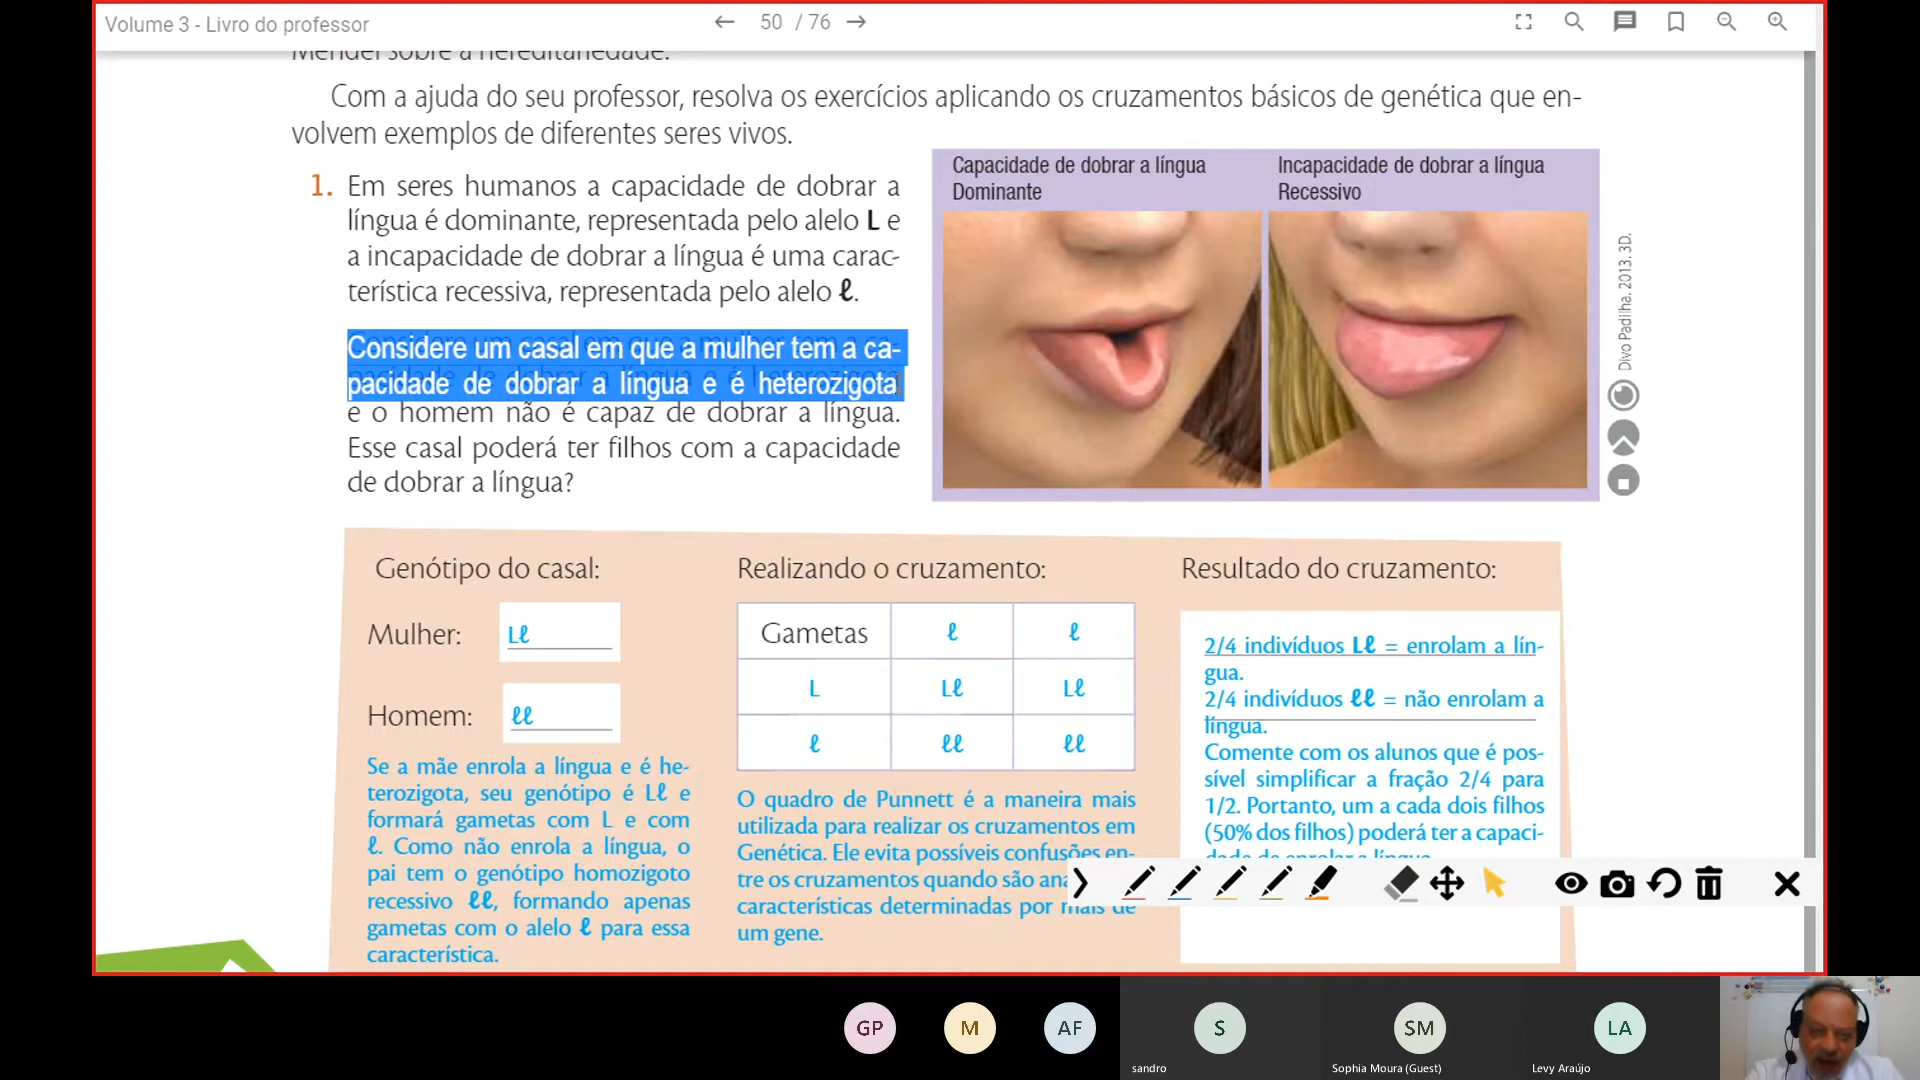 Volume 3 - Livro do professor
50 / 76
Mendel sobre a hereditariedade.
Com a ajuda do seu professor, resolva os exercícios aplicando os cruzamentos básicos de genética que en-
volvem exemplos de diferentes seres vivos.
1. Em seres humanos a capacidade de dobrar a
língua é dominante, representada pelo alelo L e
a incapacidade de dobrar a língua é uma carac-
terística recessiva, representada pelo alelo ℓ.
Considere um casal em que a mulher tem a ca-
pacidade de dobrar a língua e é heterozigota
e o homem não é capaz de dobrar a língua.
Esse casal poderá ter filhos com a capacidade
de dobrar a língua?
Capacidade de dobrar a língua
Dominante
Incapacidade de dobrar a língua
Recessivo
Divo Padilha. 2013. 3D.
Genótipo do casal:
Mulher: Lℓ
Homem: ℓℓ
Se a mãe enrola a língua e é he-
terozigota, seu genótipo é Lℓ e
formará gametas com L e com
ℓ. Como não enrola a língua, o
pai tem o genótipo homozigoto
recessivo ℓℓ, formando apenas
gametas com o alelo ℓ para essa
característica.
Realizando o cruzamento:
Gametas ℓ ℓ
L Lℓ Lℓ
ℓ ℓℓ ℓℓ
O quadro de Punnett é a maneira mais
utilizada para realizar os cruzamentos em
Genética. Ele evita possíveis confusões en-
tre os cruzamentos quando são ana
características determinadas por mais de
um gene.
Resultado do cruzamento:
2/4 indivíduos Lℓ = enrolam a lín-
gua.
2/4 indivíduos ℓℓ = não enrolam a
língua.
Comente com os alunos que é pos-
sível simplificar a fração 2/4 para
1/2. Portanto, um a cada dois filhos
(50% dos filhos) poderá ter a capaci-
dade de enrolar a língua.
GP
M
AF
S
SM
LA
sandro
Sophia Moura (Guest)
Levy Araújo